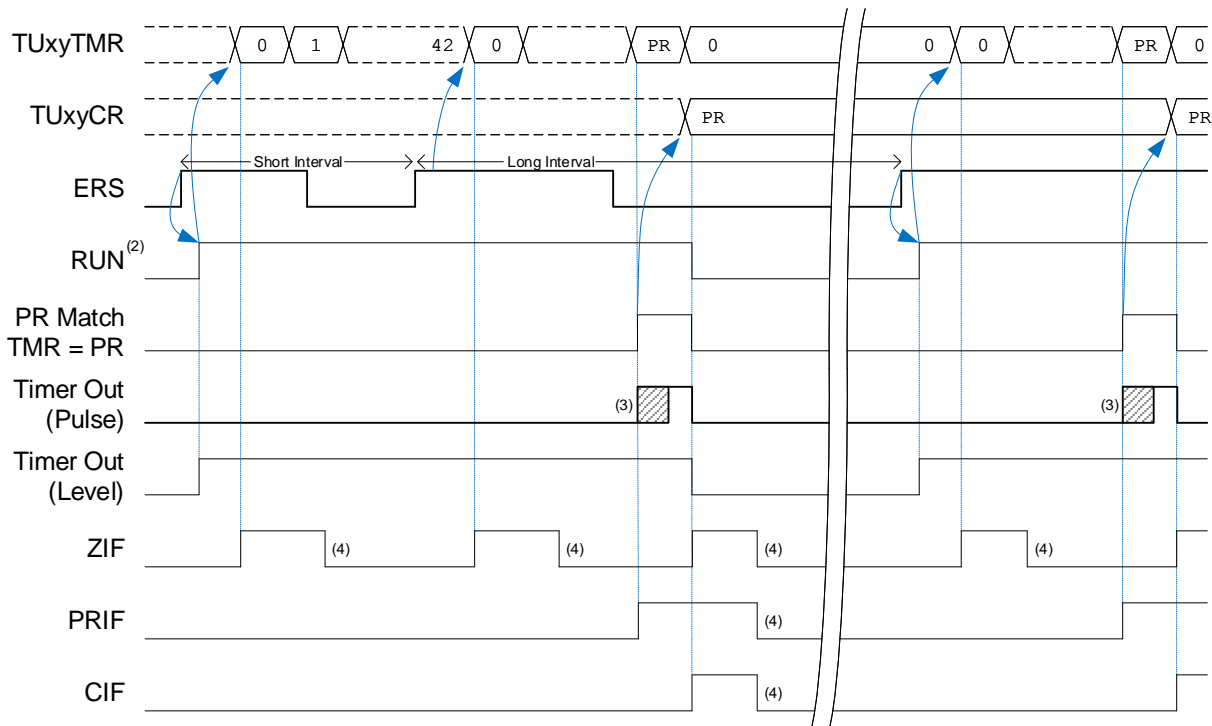 TUxyTMR 0 1 42 0 PR 0 0 0 PR 0
TUxyCR PR PR
Short Interval Long Interval
ERS
RUN(2)
PR Match
TMR = PR
Timer Out
(Pulse) (3) (3)
Timer Out
(Level)
ZIF (4) (4) (4) (4)
PRIF (4)
CIF (4)